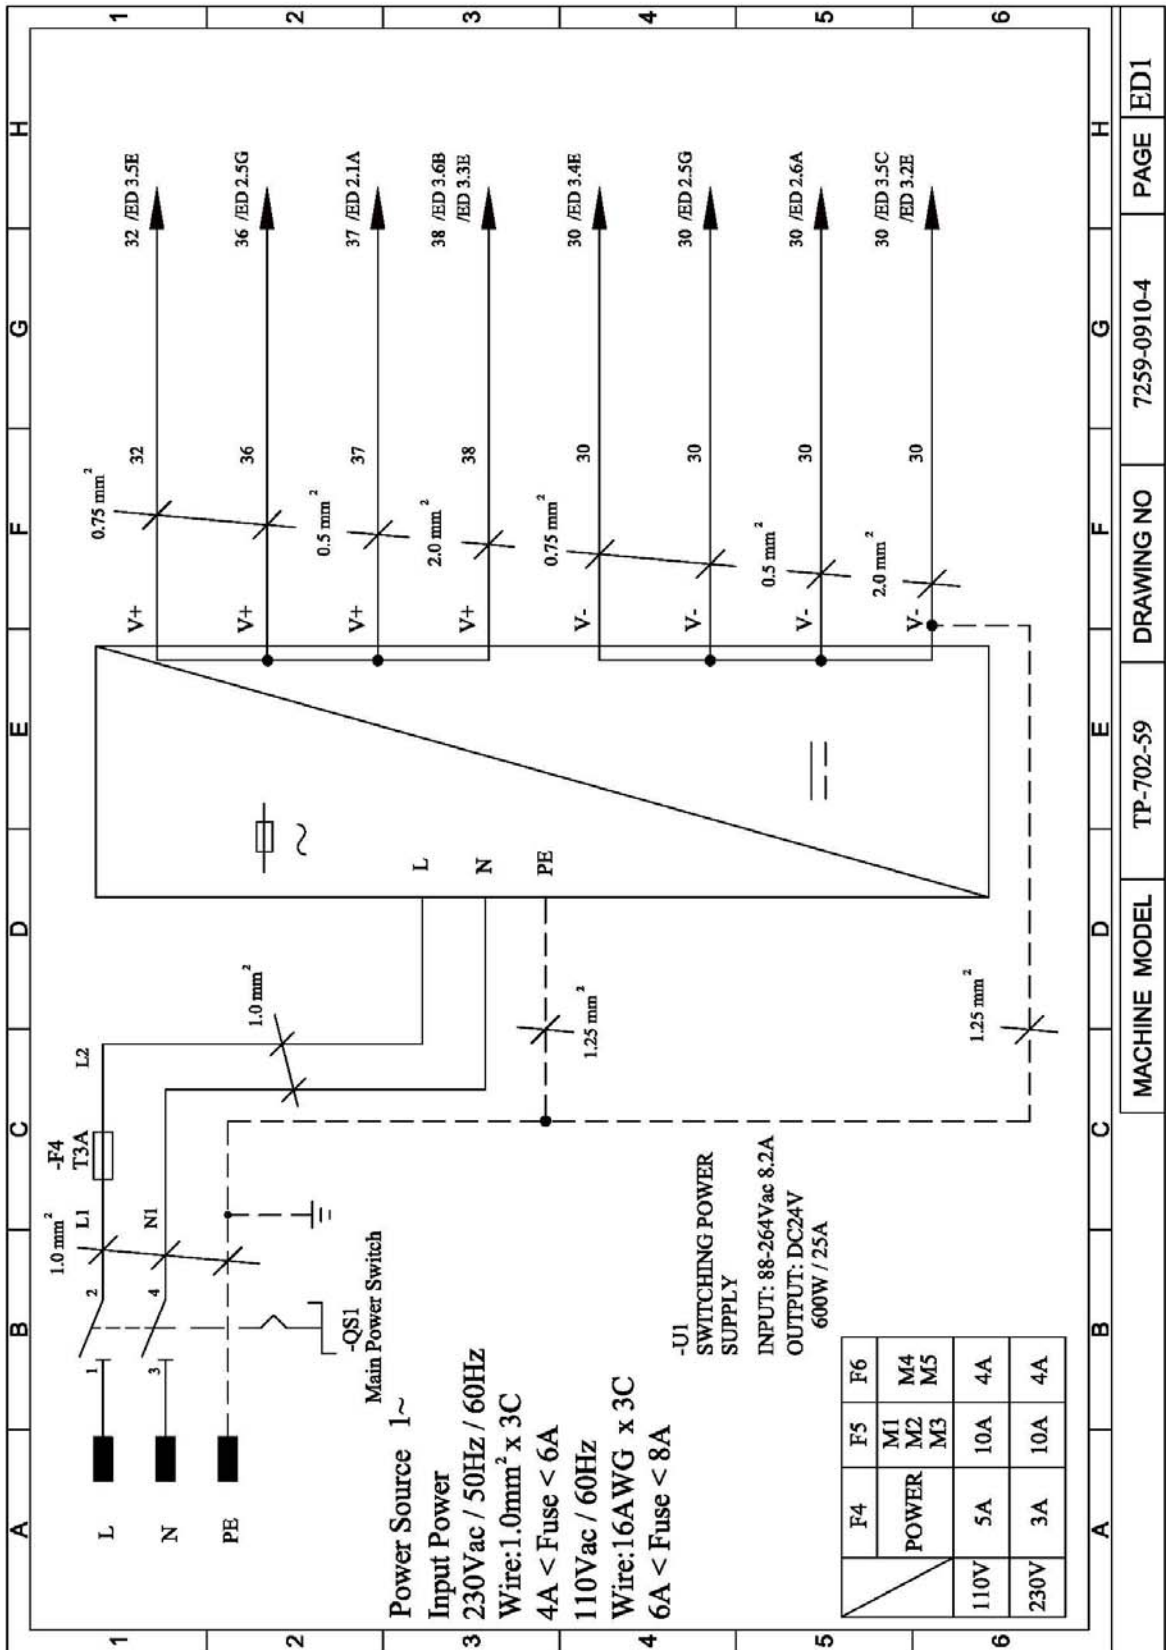 A
B
C
D
E
F
G
H
1
2
3
4
5
6
L
N
PE
1
2
3
4
1.0 mm²
L1
N1
-F4
T3A
L2
1.0 mm²
-QS1
Main Power Switch
Power Source 1~
Input Power
230Vac / 50Hz / 60Hz
Wire:1.0mm² x 3C
4A < Fuse < 6A
110Vac / 60Hz
Wire:16AWG x 3C
6A < Fuse < 8A
-U1
SWITCHING POWER
SUPPLY
INPUT: 88-264Vac 8.2A
OUTPUT: DC24V
600W / 25A
1.25 mm²
1.25 mm²
~
L
N
PE
V+
V+
V+
V+
V-
V-
V-
V-
0.75 mm²
0.5 mm²
2.0 mm²
0.75 mm²
0.5 mm²
2.0 mm²
32
36
37
38
30
30
30
30
32 /ED 3.5E
36 /ED 2.5G
37 /ED 2.1A
38 /ED 3.6B
/ED 3.3E
30 /ED 3.4E
30 /ED 2.5G
30 /ED 2.6A
30 /ED 3.5C
/ED 3.2E
F4 F5 F6
POWER M1 M4
M2 M5
M3
110V 5A 10A 4A
230V 3A 10A 4A
1
2
3
4
5
6
A
B
C
D
E
F
G
H
MACHINE MODEL TP-702-59 DRAWING NO 7259-0910-4 PAGE ED1